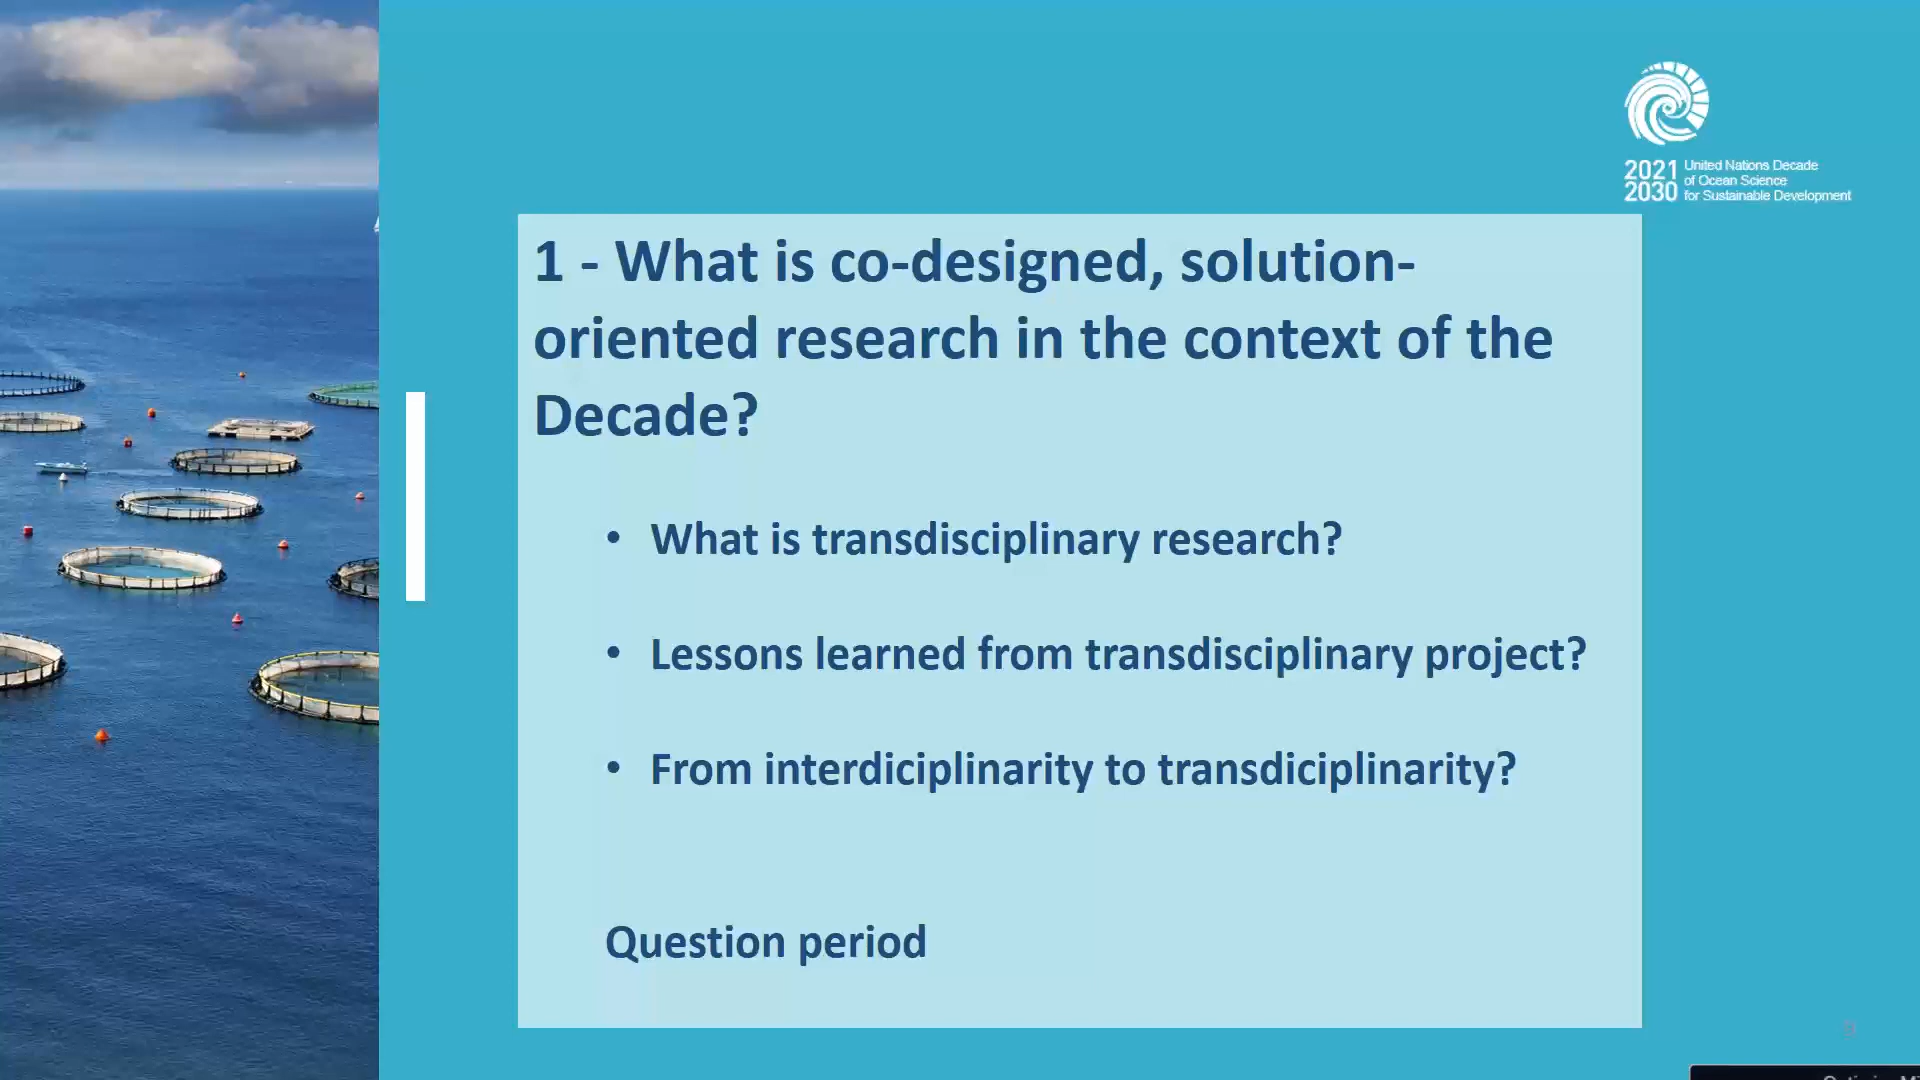 2021 United Nations Decade
of Ocean Science
2030 for Sustainable Development
1 - What is co-designed, solution-
oriented research in the context of the
Decade?
• What is transdisciplinary research?
• Lessons learned from transdisciplinary project?
• From interdiciplinarity to transdiciplinarity?
Question period
9